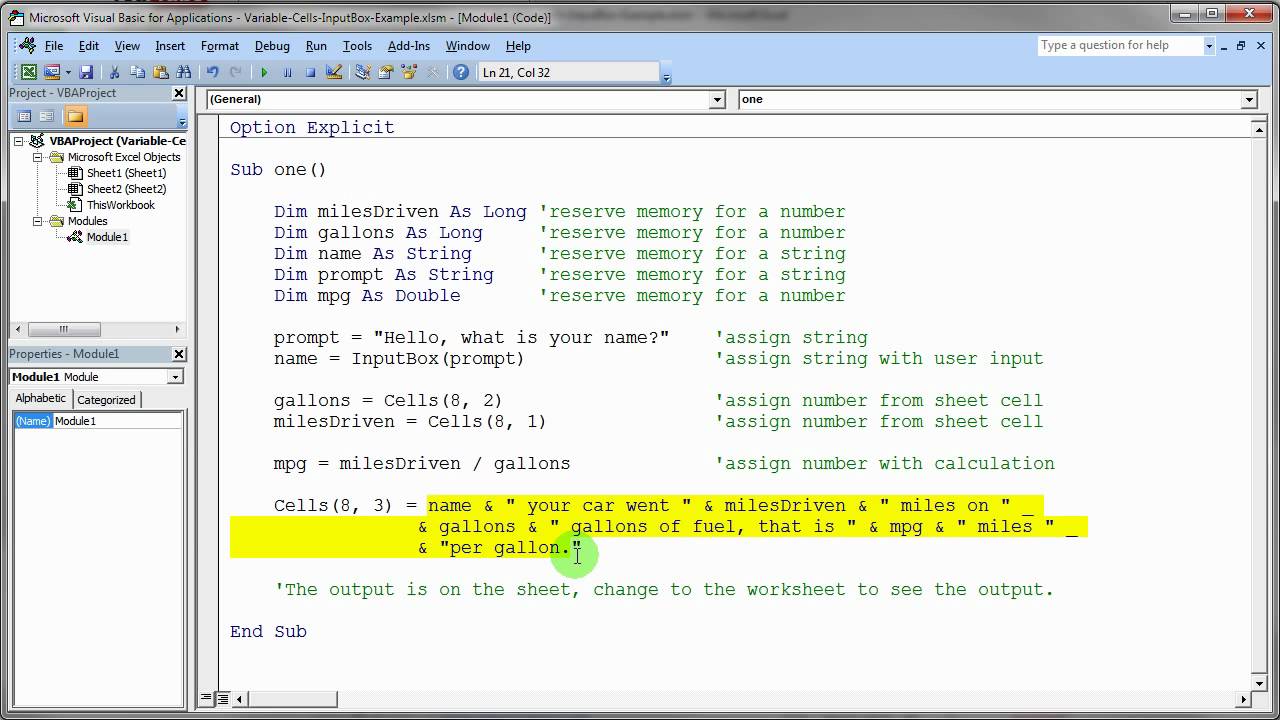 Microsoft Visual Basic for Applications - Variable-Cells-InputBox-Example.xlsm - [Module1 (Code)]
File Edit View Insert Format Debug Run Tools Add-Ins Window Help
Type a question for help
Ln 21, Col 32
Project - VBAProject
VBAProject (Variable-Ce
Microsoft Excel Objects
Sheet1 (Sheet1)
Sheet2 (Sheet2)
ThisWorkbook
Modules
Module1
Properties - Module1
Module1 Module
Alphabetic Categorized
(Name) Module1
(General) one
Option Explicit
Sub one()
Dim milesDriven As Long 'reserve memory for a number
Dim gallons As Long 'reserve memory for a number
Dim name As String 'reserve memory for a string
Dim prompt As String 'reserve memory for a string
Dim mpg As Double 'reserve memory for a number
prompt = "Hello, what is your name?" 'assign string
name = InputBox(prompt) 'assign string with user input
gallons = Cells(8, 2) 'assign number from sheet cell
milesDriven = Cells(8, 1) 'assign number from sheet cell
mpg = milesDriven / gallons 'assign number with calculation
Cells(8, 3) = name & " your car went " & milesDriven & " miles on " _
& gallons & " gallons of fuel, that is " & mpg & " miles " _
& "per gallon."
'The output is on the sheet, change to the worksheet to see the output.
End Sub